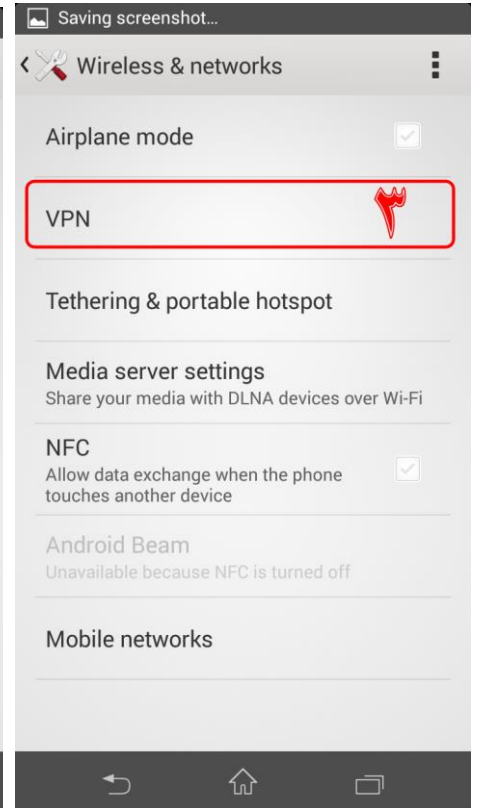 Saving screenshot...
Wireless & networks
Airplane mode
VPN ۳
Tethering & portable hotspot
Media server settings
Share your media with DLNA devices over Wi-Fi
NFC
Allow data exchange when the phone
touches another device
Android Beam
Unavailable because NFC is turned off
Mobile networks